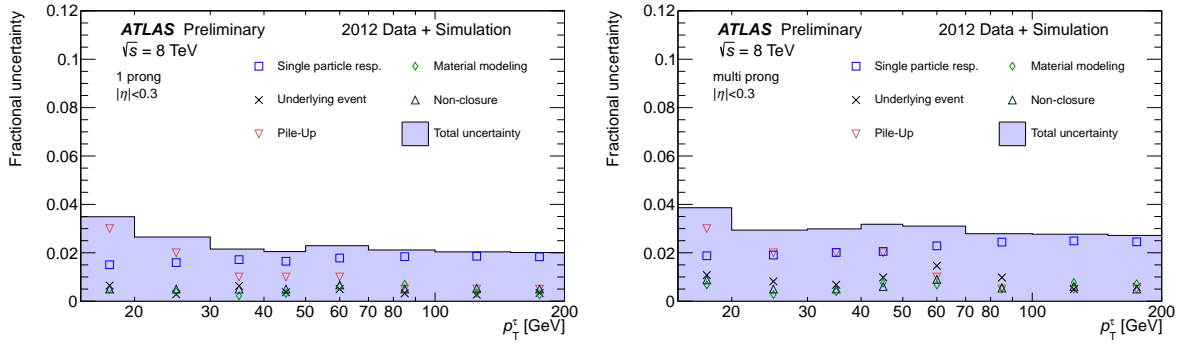 Fractional uncertainty
0.12
0.1
0.08
0.06
0.04
0.02
0
ATLAS Preliminary
2012 Data + Simulation
√s = 8 TeV
1 prong
|η|<0.3
Single particle resp.
Material modeling
Underlying event
Non-closure
Pile-Up
Total uncertainty
20 30 40 50 60 70 80 100 200
p_T^τ [GeV]
Fractional uncertainty
0.12
0.1
0.08
0.06
0.04
0.02
0
ATLAS Preliminary
2012 Data + Simulation
√s = 8 TeV
multi prong
|η|<0.3
Single particle resp.
Material modeling
Underlying event
Non-closure
Pile-Up
Total uncertainty
20 30 40 50 60 70 80 100 200
p_T^τ [GeV]